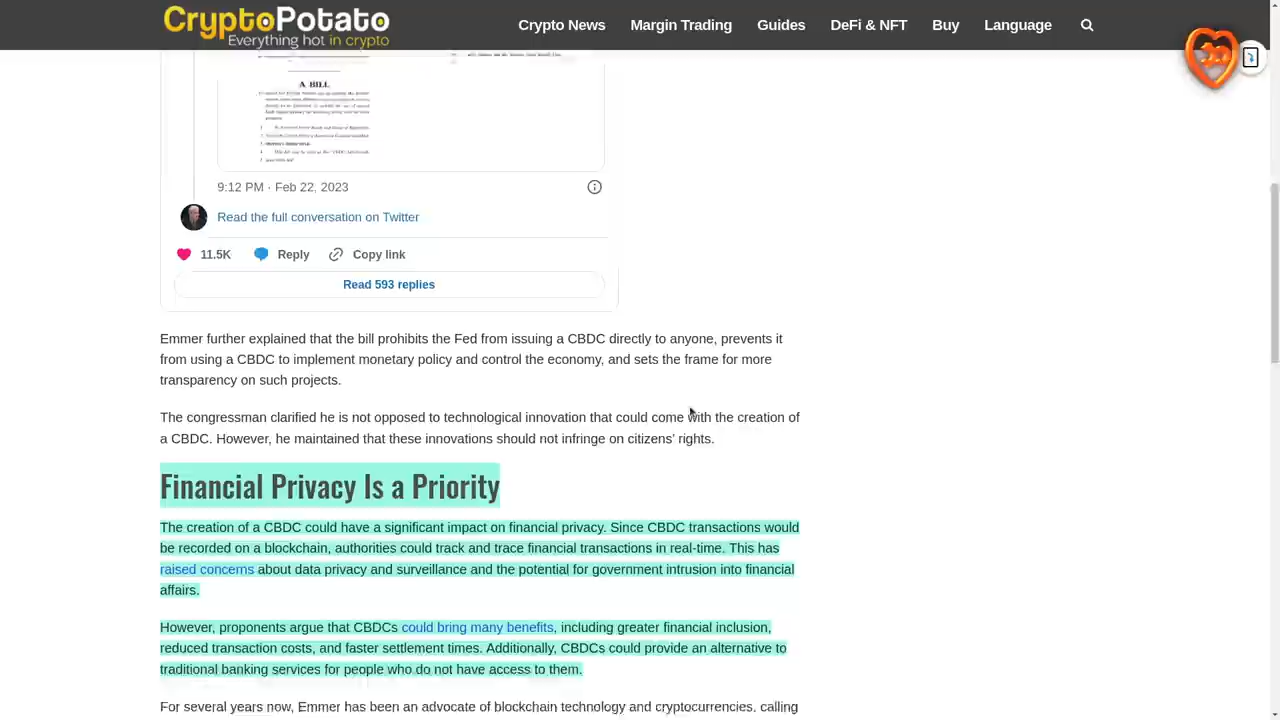 CryptoPotato
Everything hot in crypto
Crypto News
Margin Trading
Guides
DeFi & NFT
Buy
Language
A BILL
9:12 PM · Feb 22, 2023
Read the full conversation on Twitter
11.5K
Reply
Copy link
Read 593 replies
Emmer further explained that the bill prohibits the Fed from issuing a CBDC directly to anyone, prevents it
from using a CBDC to implement monetary policy and control the economy, and sets the frame for more
transparency on such projects.
The congressman clarified he is not opposed to technological innovation that could come with the creation of
a CBDC. However, he maintained that these innovations should not infringe on citizens' rights.
Financial Privacy Is a Priority
The creation of a CBDC could have a significant impact on financial privacy. Since CBDC transactions would
be recorded on a blockchain, authorities could track and trace financial transactions in real-time. This has
raised concerns about data privacy and surveillance and the potential for government intrusion into financial
affairs.
However, proponents argue that CBDCs could bring many benefits, including greater financial inclusion,
reduced transaction costs, and faster settlement times. Additionally, CBDCs could provide an alternative to
traditional banking services for people who do not have access to them.
For several years now, Emmer has been an advocate of blockchain technology and cryptocurrencies, calling